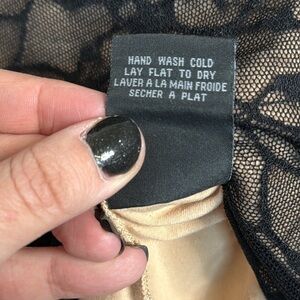 HAND WASH COLD
LAY FLAT TO DRY
LAVER A LA MAIN FROIDE
SECHER A PLAT